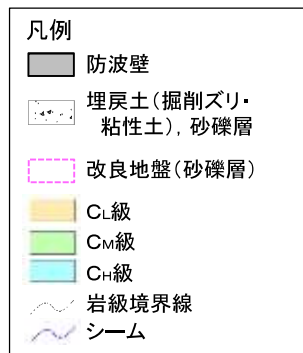 凡例
防波壁
埋戻土(掘削ズリ・
粘性土), 砂礫層
改良地盤(砂礫層)
CL級
CM級
CH級
岩級境界線
シーム